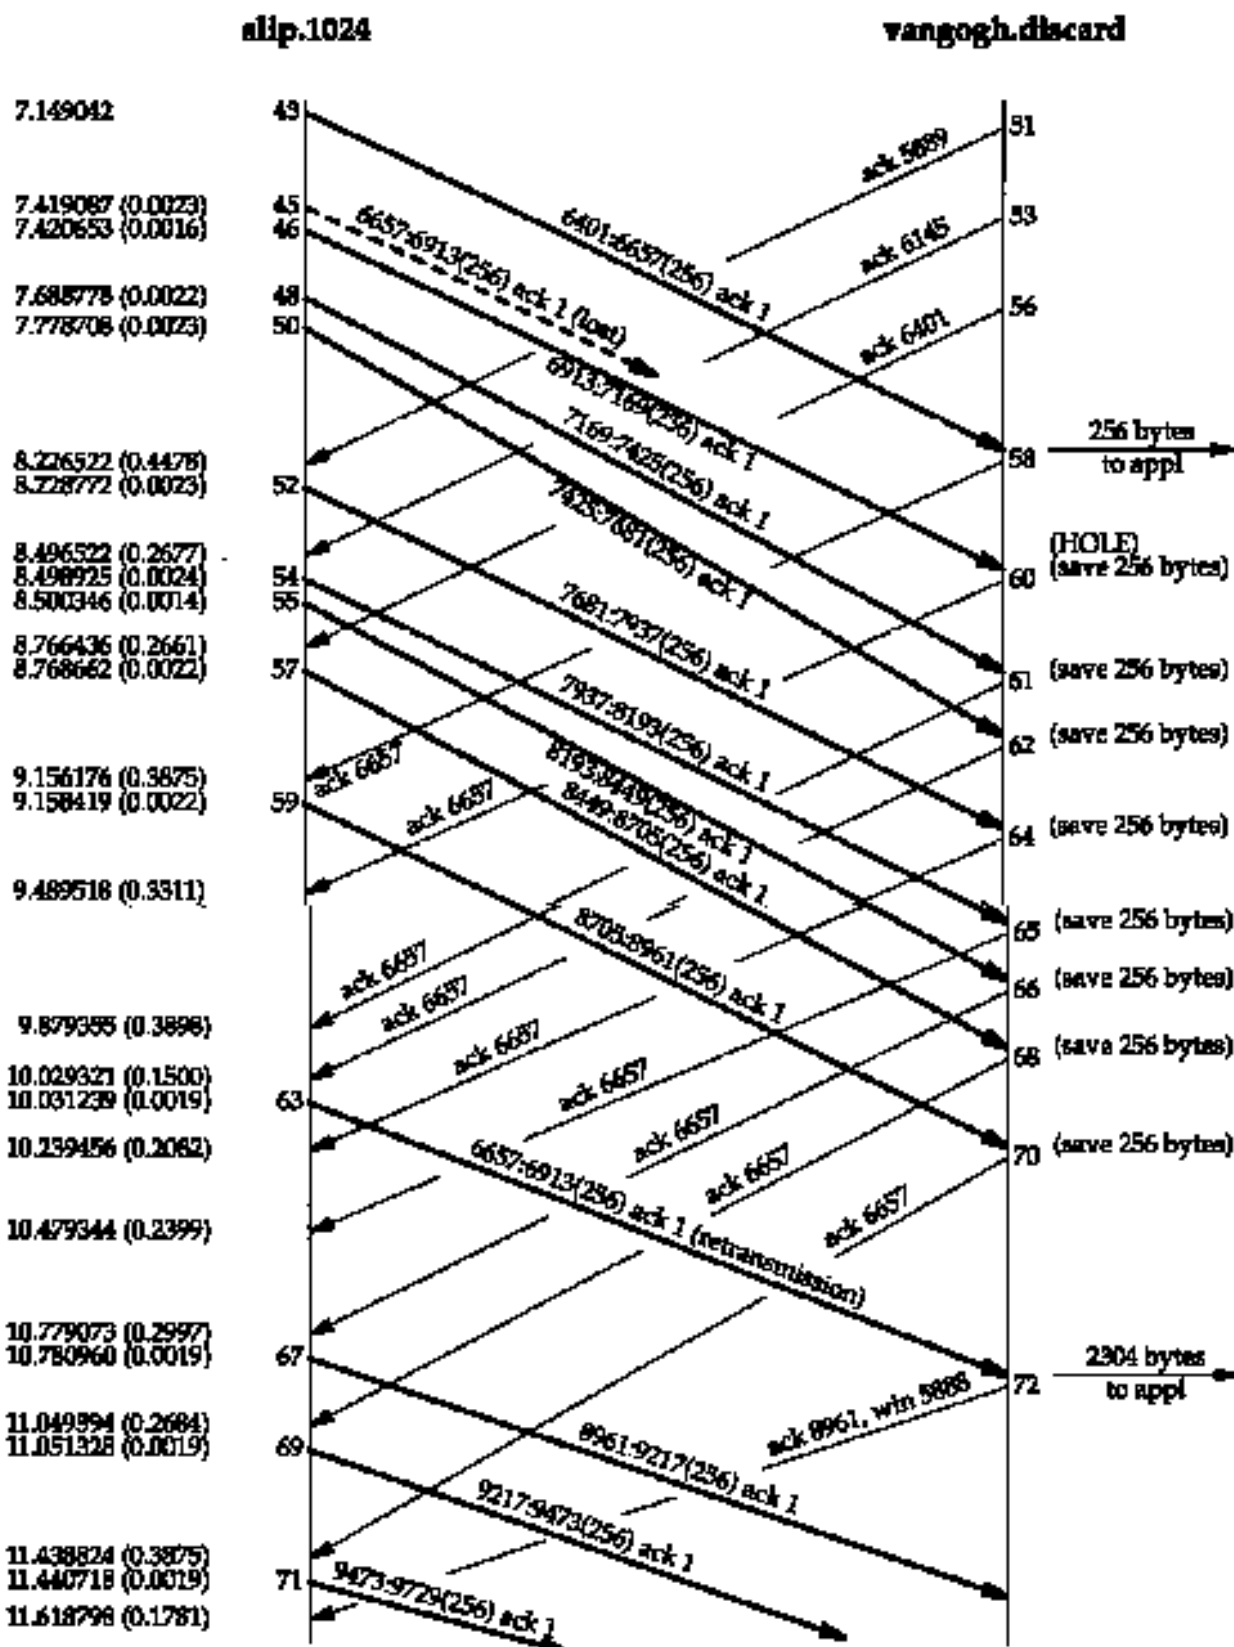 slip.1024
vangogh.discard
7.149042
43
51
ack 5889
7.419087 (0.0023)
45
53
7.420653 (0.0016)
46
6657:6913(256) ack 1 (lost)
6401:6657(256) ack 1
ack 6145
7.688778 (0.0022)
48
56
7.778708 (0.0023)
50
ack 6401
6913:7169(256) ack 1
7169:7425(256) ack 1
256 bytes
to appl
58
8.226522 (0.4478)
8.228772 (0.0023)
52
7425:7681(256) ack 1
8.496522 (0.2677)
(HOLE)
8.498925 (0.0024)
54
60
(save 256 bytes)
8.500346 (0.0014)
55
7681:7937(256) ack 1
8.766436 (0.2661)
8.768662 (0.0022)
57
61
(save 256 bytes)
7937:8193(256) ack 1
62
(save 256 bytes)
9.156176 (0.3875)
ack 6657
8193:8449(256) ack 1
9.158419 (0.0022)
59
ack 6657
8449:8705(256) ack 1
64
(save 256 bytes)
9.489518 (0.3311)
8705:8961(256) ack 1
65
(save 256 bytes)
ack 6657
ack 6657
66
(save 256 bytes)
9.879355 (0.3898)
ack 6657
68
(save 256 bytes)
10.029321 (0.1500)
ack 6657
10.031239 (0.0019)
63
ack 6657
10.239456 (0.2082)
6657:6913(256) ack 1 (retransmission)
ack 6657
70
(save 256 bytes)
ack 6657
10.479344 (0.2399)
10.779073 (0.2997)
10.780960 (0.0019)
67
2304 bytes
to appl
72
ack 8961, win 5888
11.049594 (0.2684)
11.051328 (0.0019)
69
8961:9217(256) ack 1
9217:9473(256) ack 1
11.438824 (0.3875)
11.440718 (0.0019)
71
9473:9729(256) ack 1
11.618798 (0.1781)